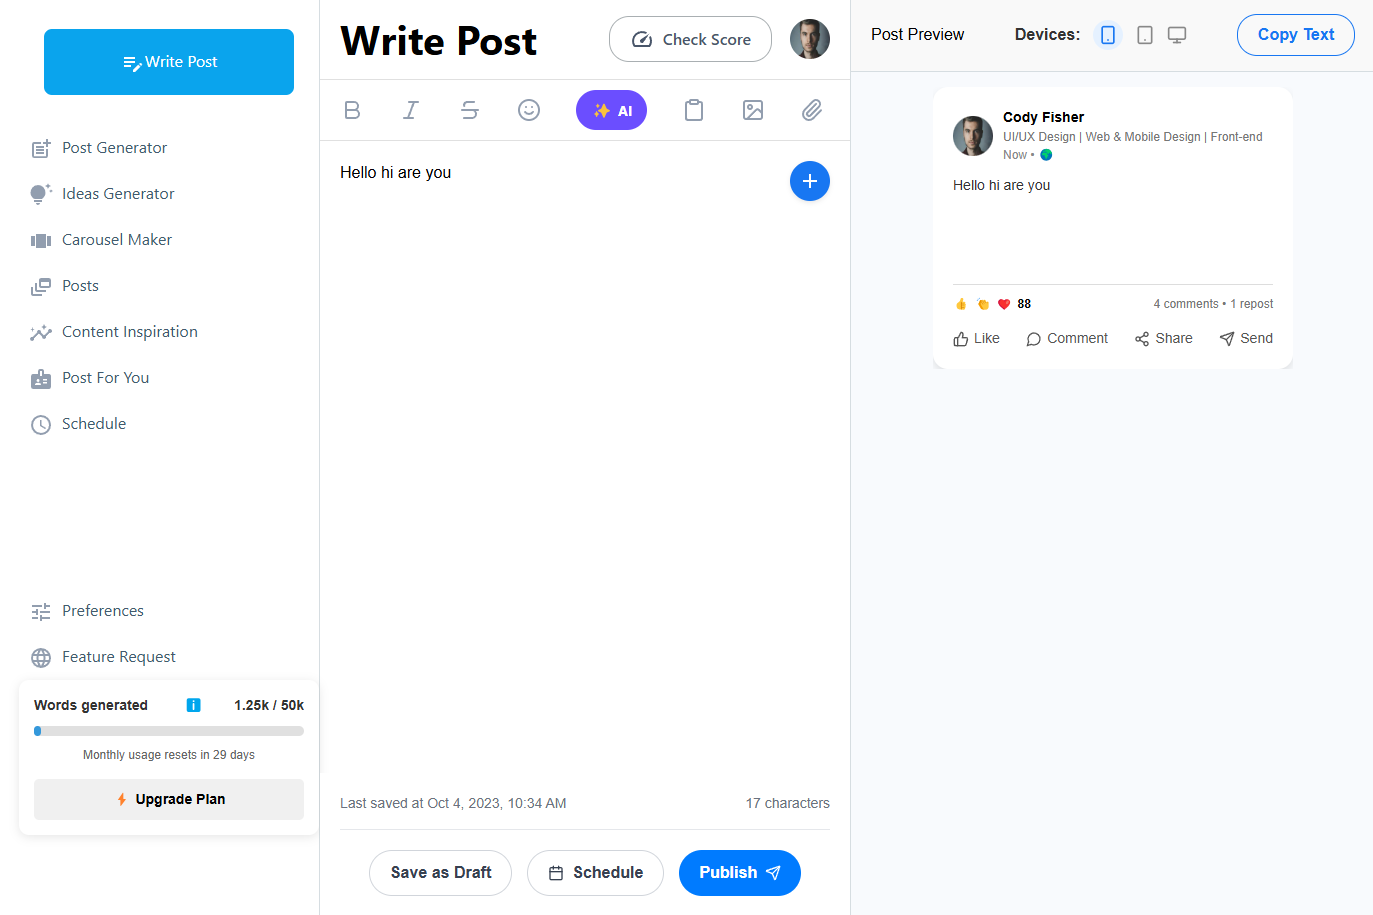 Write Post
Post Generator
Ideas Generator
Carousel Maker
Posts
Content Inspiration
Post For You
Schedule
Preferences
Feature Request
Words generated i 1.25k / 50k
Monthly usage resets in 29 days
Upgrade Plan
Write Post
Check Score
B I S AI
Hello hi are you
Last saved at Oct 4, 2023, 10:34 AM
17 characters
Save as Draft
Schedule
Publish
Post Preview
Devices:
Copy Text
Cody Fisher
UI/UX Design | Web & Mobile Design | Front-end
Now •
Hello hi are you
88
4 comments • 1 repost
Like
Comment
Share
Send